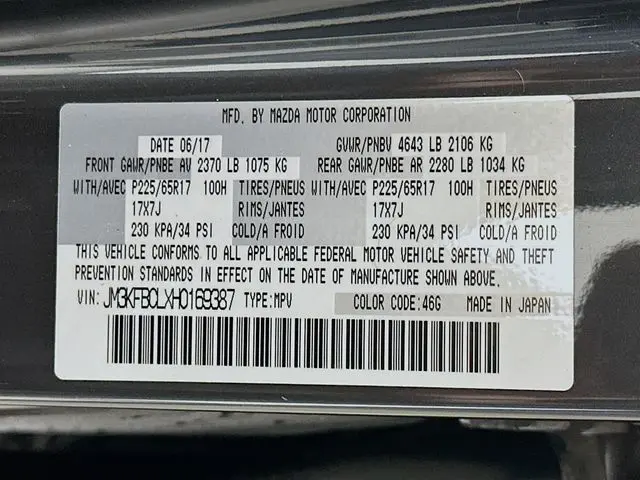 MFD. BY MAZDA MOTOR CORPORATION
DATE 06/17 GVWR/PNBV 4643 LB 2106 KG
FRONT GAWR/PNBE AV 2370 LB 1075 KG REAR GAWR/PNBE AR 2280 LB 1034 KG
WITH/AVEC P225/65R17 100H TIRES/PNEUS WITH/AVEC P225/65R17 100H TIRES/PNEUS
17X7J RIMS/JANTES 17X7J RIMS/JANTES
230 KPA/34 PSI COLD/A FROID 230 KPA/34 PSI COLD/A FROID
THIS VEHICLE CONFORMS TO ALL APPLICABLE FEDERAL MOTOR VEHICLE SAFETY AND THEFT
PREVENTION STANDARDS IN EFFECT ON THE DATE OF MANUFACTURE SHOWN ABOVE.
VIN: JM3KFBCLXH0169387 TYPE:MPV COLOR CODE:46G MADE IN JAPAN